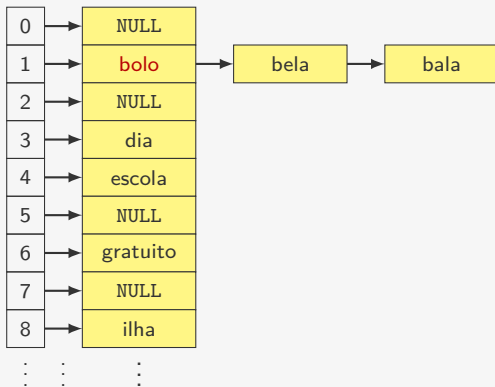 0 NULL
1 bolo bela bala
2 NULL
3 dia
4 escola
5 NULL
6 gratuito
7 NULL
8 ilha